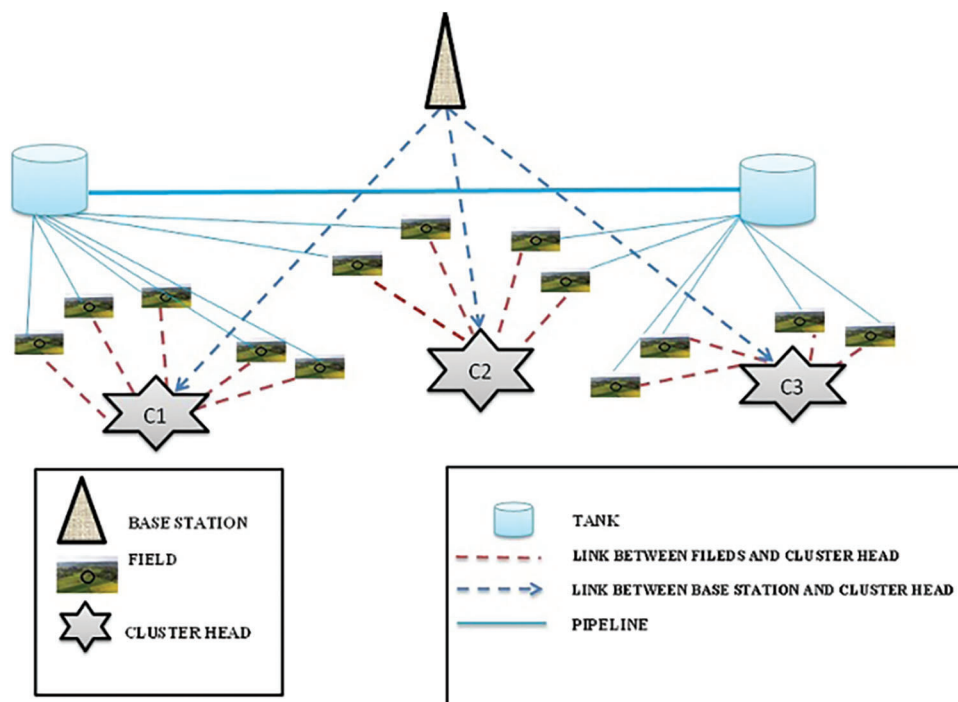 C1
C2
C3
BASE STATION
FIELD
CLUSTER HEAD
TANK
LINK BETWEEN FILEDS AND CLUSTER HEAD
LINK BETWEEN BASE STATION AND CLUSTER HEAD
PIPELINE